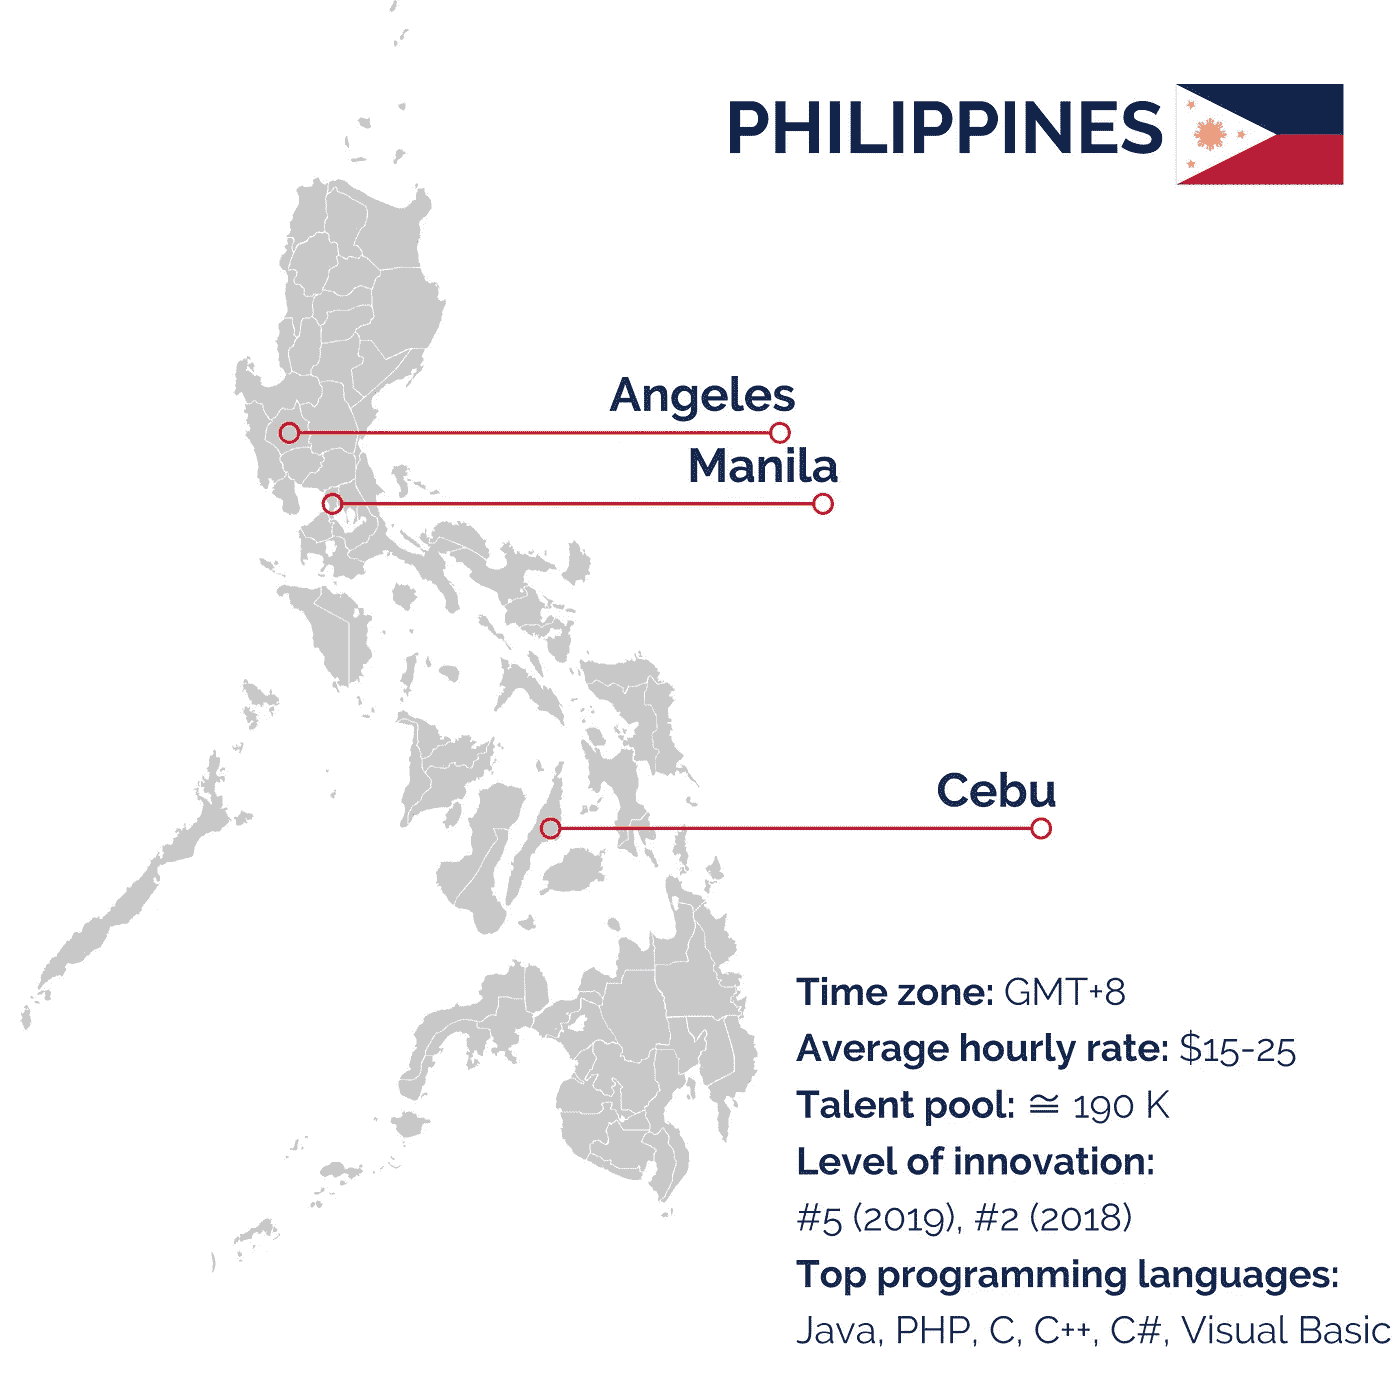 PHILIPPINES
Angeles
Manila
Cebu
Time zone: GMT+8
Average hourly rate: $15-25
Talent pool: ≅ 190 K
Level of innovation:
#5 (2019), #2 (2018)
Top programming languages:
Java, PHP, C, C++, C#, Visual Basic